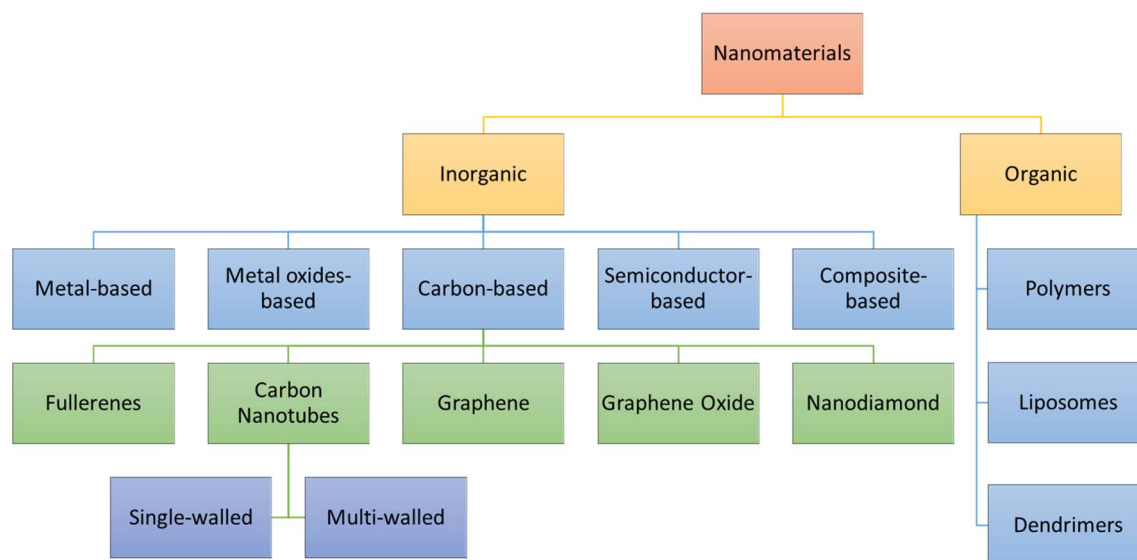 Nanomaterials
Inorganic
Organic
Metal-based
Metal oxides-
based
Carbon-based
Semiconductor-
based
Composite-
based
Polymers
Fullerenes
Carbon
Nanotubes
Graphene
Graphene Oxide
Nanodiamond
Liposomes
Single-walled
Multi-walled
Dendrimers